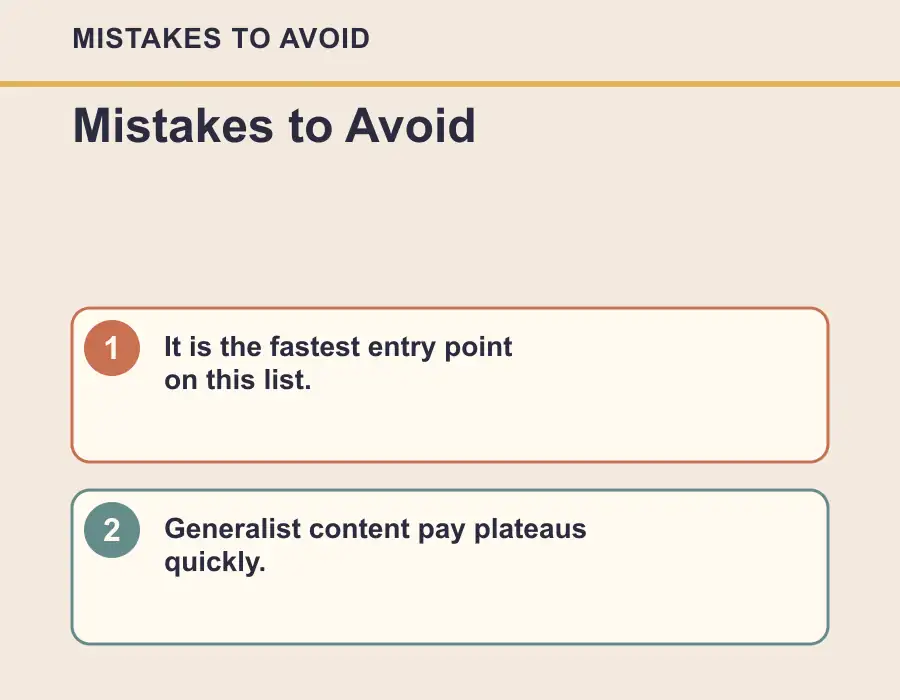 MISTAKES TO AVOID
Mistakes to Avoid
1
It is the fastest entry point
on this list.
2
Generalist content pay plateaus
quickly.